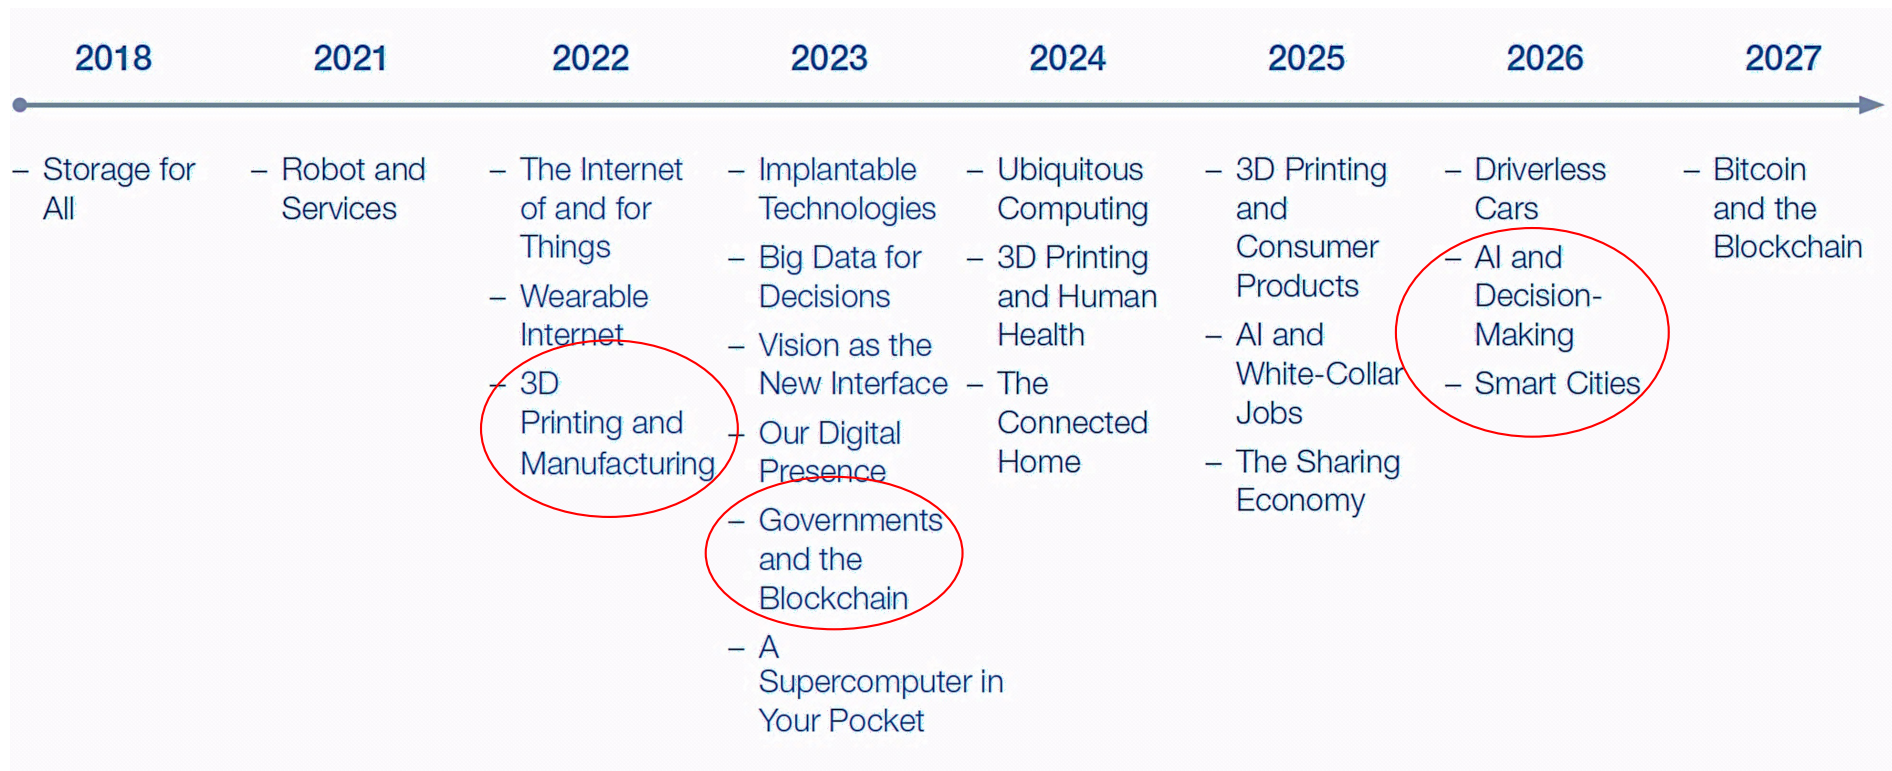 2018
2021
2022
2023
2024
2025
2026
2027
– Storage for
All
– Robot and
Services
– The Internet
of and for
Things
– Wearable
Internet
– 3D
Printing and
Manufacturing
– Implantable
Technologies
– Big Data for
Decisions
– Vision as the
New Interface
– Our Digital
Presence
– Governments
and the
Blockchain
– A
Supercomputer in
Your Pocket
– Ubiquitous
Computing
– 3D Printing
and Human
Health
– The
Connected
Home
– 3D Printing
and
Consumer
Products
– AI and
White-Collar
Jobs
– The Sharing
Economy
– Driverless
Cars
– AI and
Decision-
Making
– Smart Cities
– Bitcoin
and the
Blockchain